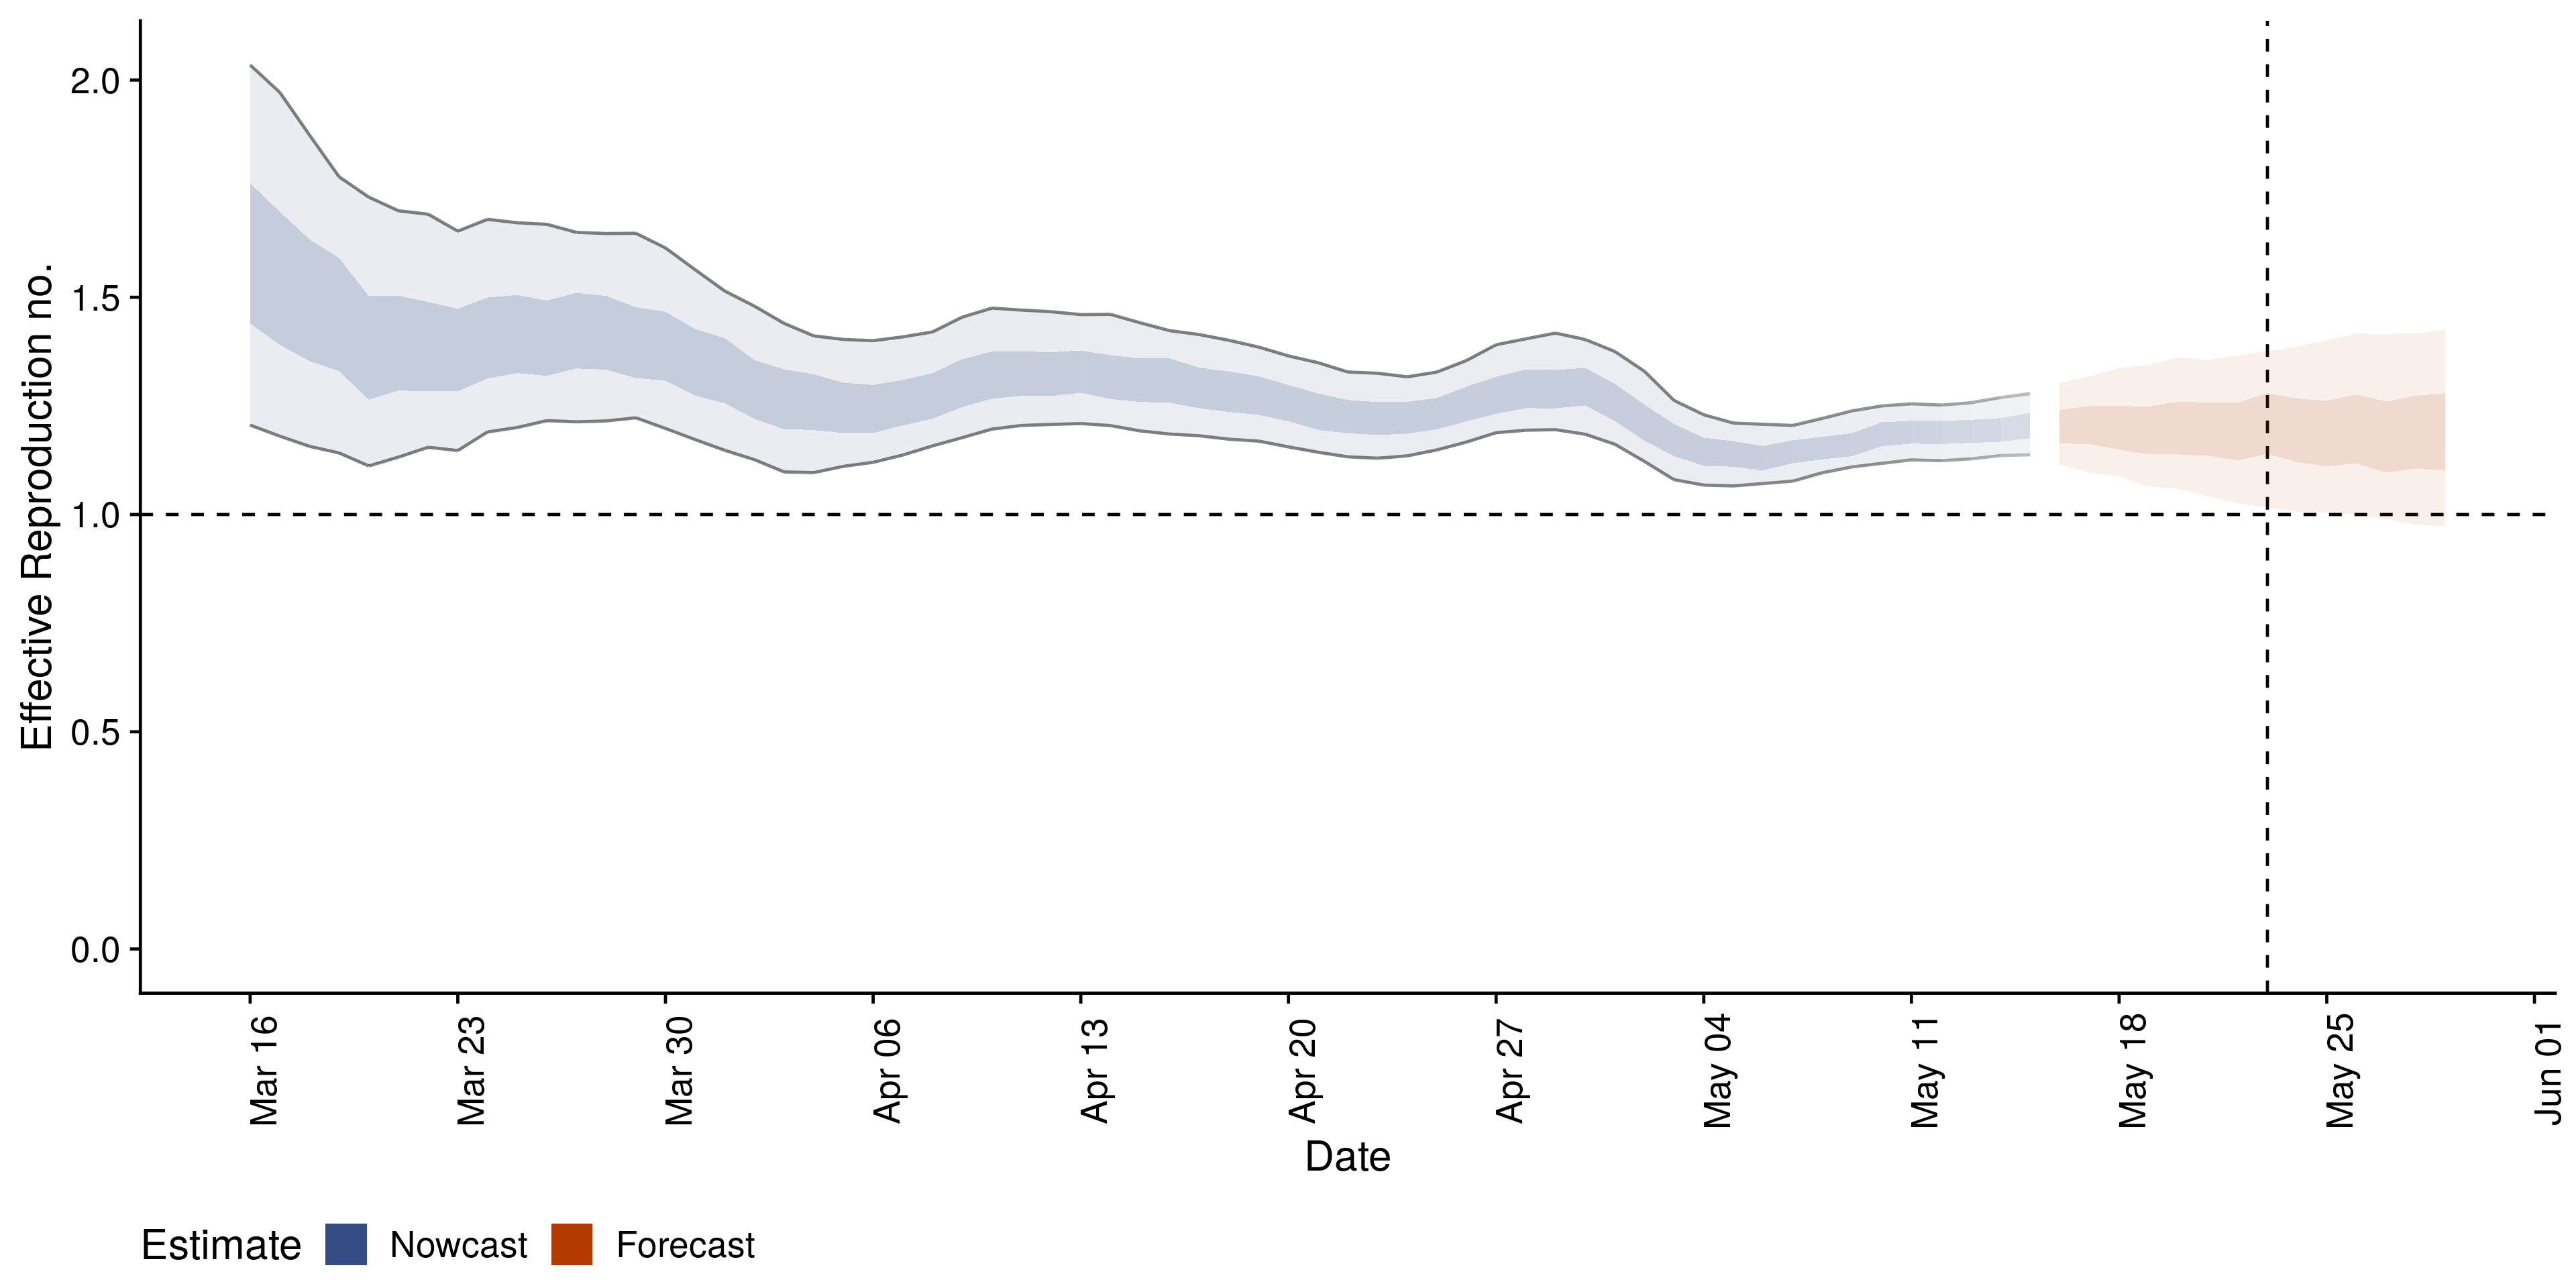 Effective Reproduction no.
2.0
1.5
1.0
0.5
0.0
Mar 16
Mar 23
Mar 30
Apr 06
Apr 13
Apr 20
Apr 27
May 04
May 11
May 18
May 25
Jun 01
Date
Estimate Nowcast Forecast